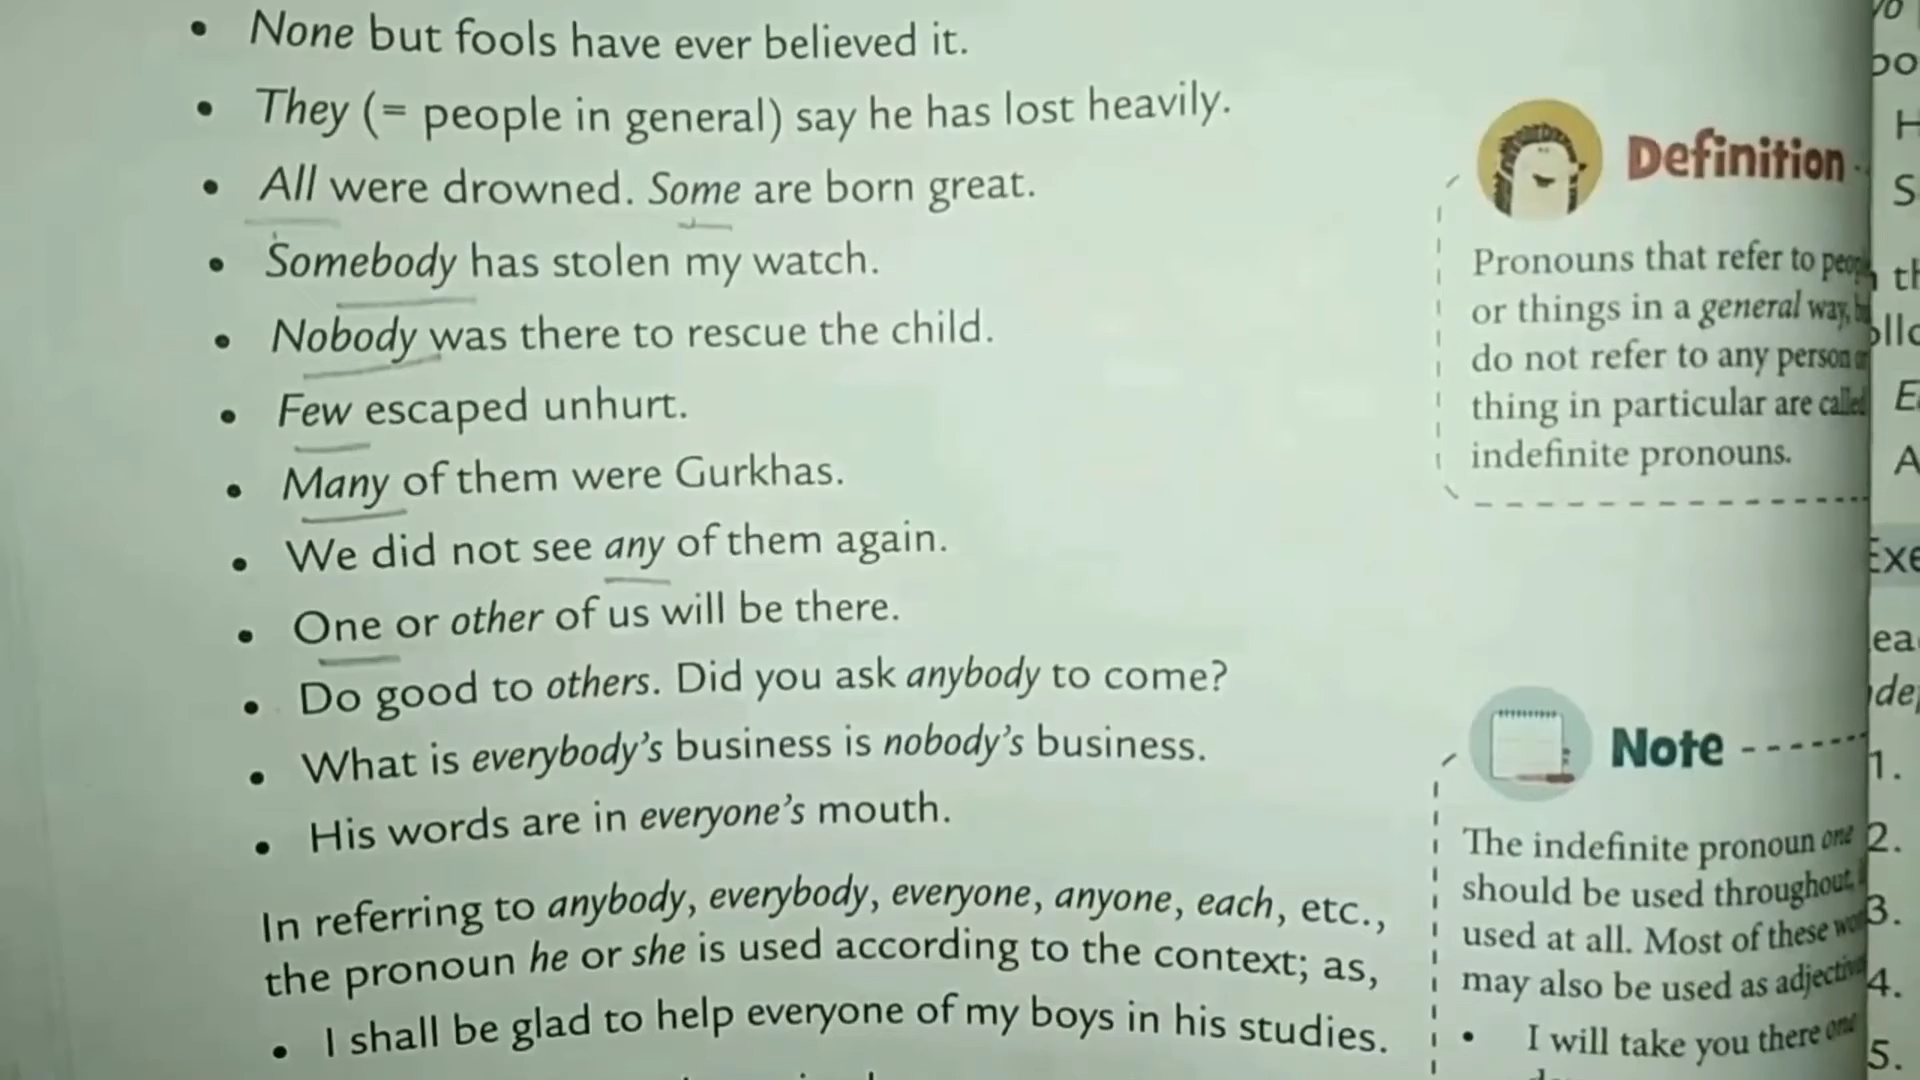 None but fools have ever believed it.
They (= people in general) say he has lost heavily.
All were drowned. Some are born great.
Somebody has stolen my watch.
Nobody was there to rescue the child.
Few escaped unhurt.
Many of them were Gurkhas.
We did not see any of them again.
One or other of us will be there.
Do good to others. Did you ask anybody to come?
What is everybody's business is nobody's business.
His words are in everyone's mouth.
In referring to anybody, everybody, everyone, anyone, each, etc.,
the pronoun he or she is used according to the context; as,
I shall be glad to help everyone of my boys in his studies.
Definition
Pronouns that refer to
or things in a general way,
do not refer to any person
thing in particular are called
indefinite pronouns.
Note
The indefinite pronoun one
should be used throughout,
used at all. Most of these
may also be used as
I will take you there one
1.
2.
3.
4.
5.